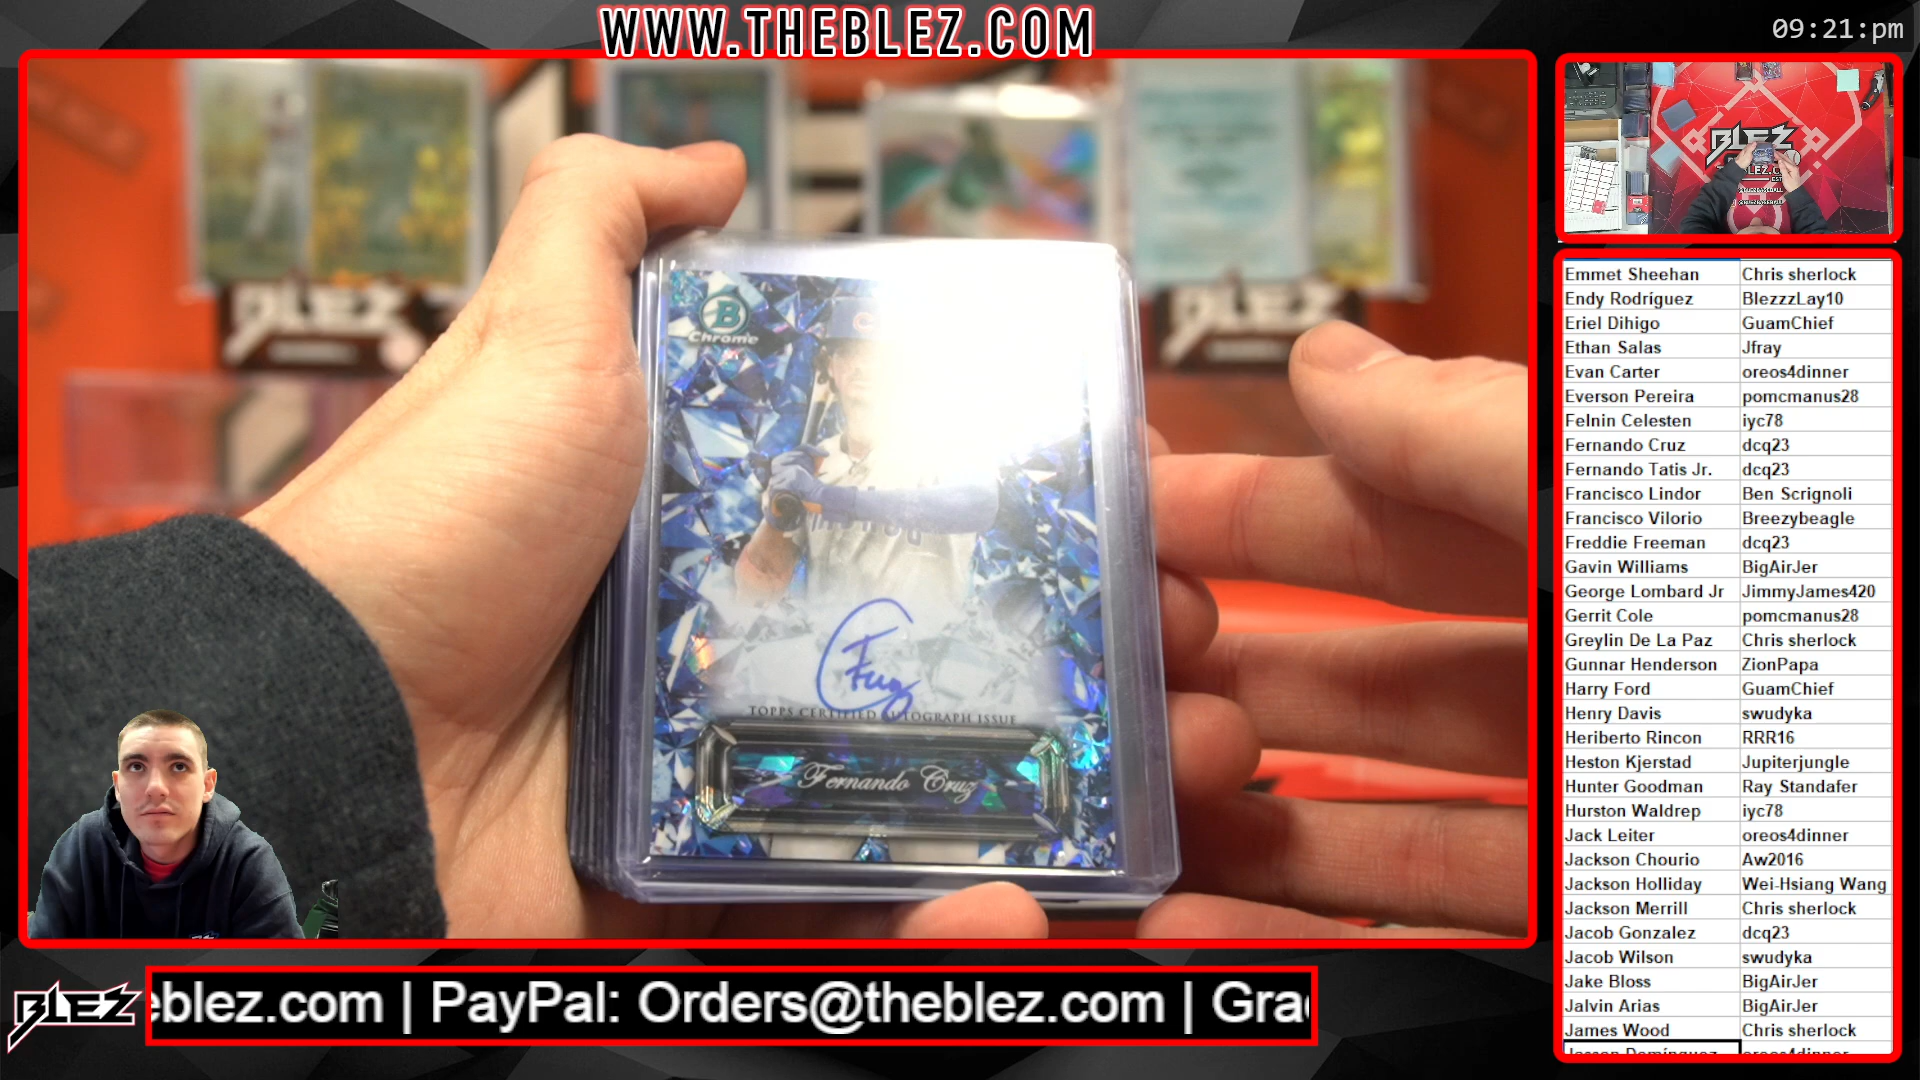 WWW.THEBLEZ.COM
09:21:pm
BLEZ
BLEZ
BLEZ
B
Chrome
TOPPS CERTIFIED AUTOGRAPH ISSUE
Fernando Cruz
Emmet Sheehan Chris sherlock
Endy Rodríguez BlezzzLay10
Eriel Dihigo GuamChief
Ethan Salas Jfray
Evan Carter oreos4dinner
Everson Pereira pomcmanus28
Felnin Celesten iyc78
Fernando Cruz dcq23
Fernando Tatis Jr. dcq23
Francisco Lindor Ben Scrignoli
Francisco Vilorio Breezybeagle
Freddie Freeman dcq23
Gavin Williams BigAirJer
George Lombard Jr JimmyJames420
Gerrit Cole pomcmanus28
Greylin De La Paz Chris sherlock
Gunnar Henderson ZionPapa
Harry Ford GuamChief
Henry Davis swudyka
Heriberto Rincon RRR16
Heston Kjerstad Jupiterjungle
Hunter Goodman Ray Standafer
Hurston Waldrep iyc78
Jack Leiter oreos4dinner
Jackson Chourio Aw2016
Jackson Holliday Wei-Hsiang Wang
Jackson Merrill Chris sherlock
Jacob Gonzalez dcq23
Jacob Wilson swudyka
Jake Bloss BigAirJer
Jalvin Arias BigAirJer
James Wood Chris sherlock
BLEZ
eblez.com | PayPal: Orders@theblez.com | Gra